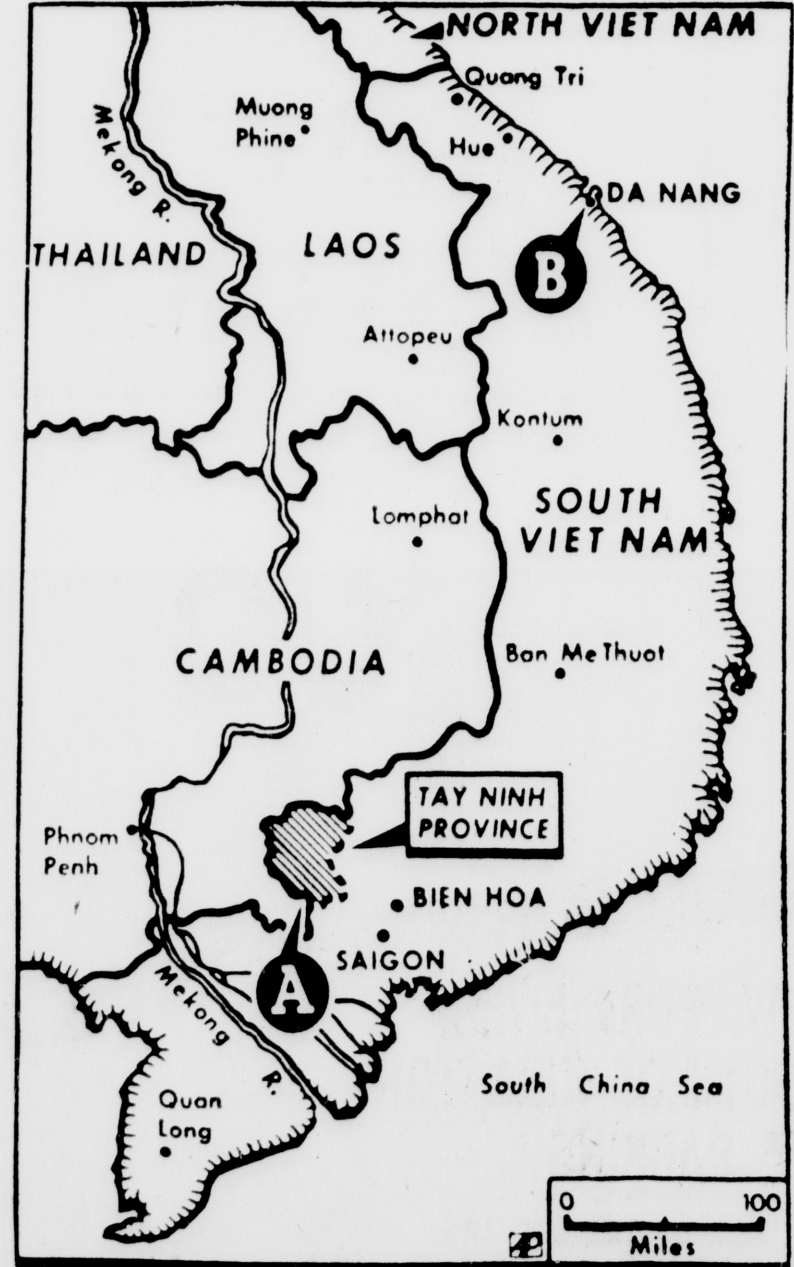 NORTH VIET NAM
Quang Tri
Muong
Phine
Hue
Mekong R.
DA NANG
THAILAND
LAOS
B
Attopeu
Kontum
SOUTH
VIET NAM
Lomphat
CAMBODIA
Ban Me Thuot
TAY NINH
PROVINCE
Phnom
Penh
BIEN HOA
SAIGON
A
Mekong
R.
South China Sea
Quan
Long
0 100
Miles
AP